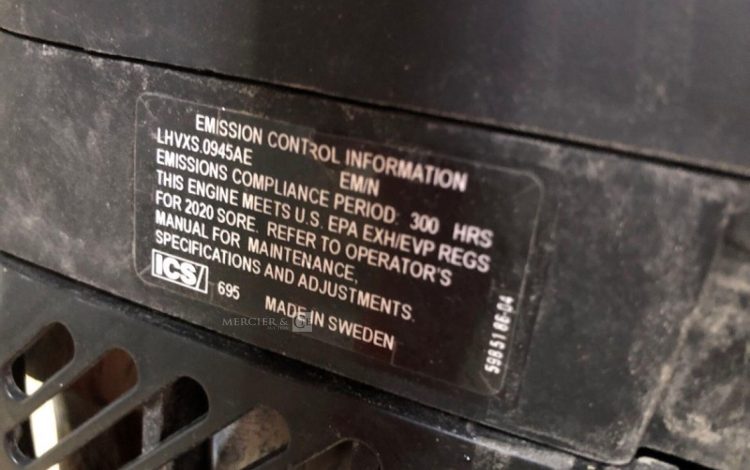 EMISSION CONTROL INFORMATION
LHVXS.0945AE EM/N
EMISSIONS COMPLIANCE PERIOD: 300 HRS
THIS ENGINE MEETS U.S. EPA EXH/EVP REGS
FOR 2020 SORE. REFER TO OPERATOR'S
MANUAL FOR MAINTENANCE,
SPECIFICATIONS AND ADJUSTMENTS.
ICS 695 MADE IN SWEDEN
MERCIER &